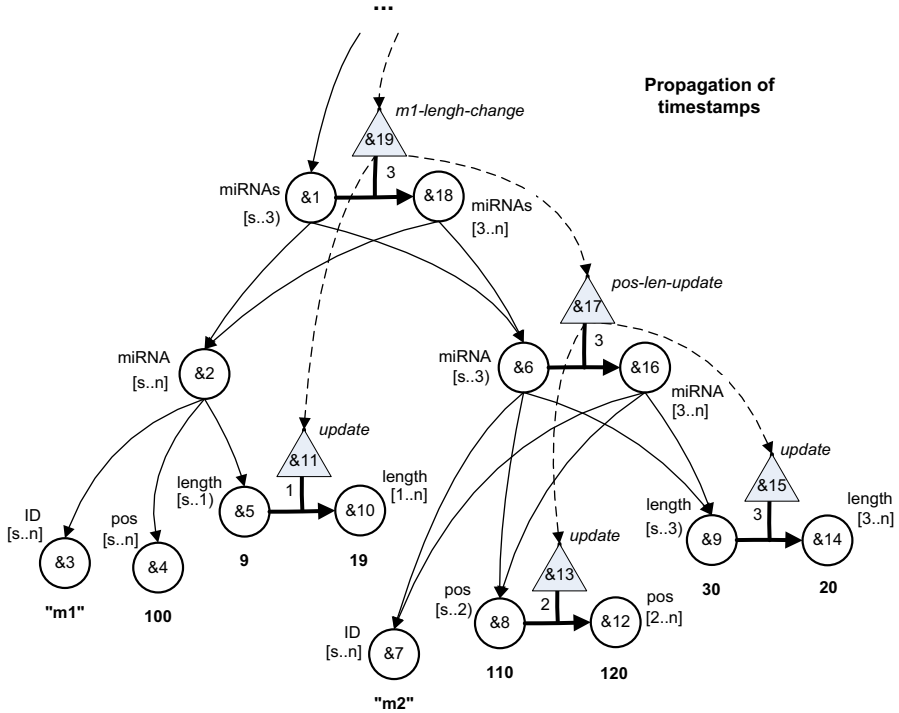 ...
Propagation of
timestamps
m1-lengh-change
&19
3
miRNAs
[s..3)
&1
&18
miRNAs
[3..n]
pos-len-update
&17
3
miRNA
[s..n]
&2
miRNA
[s..3)
&6
&16
miRNA
[3..n]
update
&11
1
length
[s..1)
&5
&10
length
[1..n]
9
19
update
&15
3
length
[s..3)
&9
&14
length
[3..n]
30
20
ID
[s..n]
&3
"m1"
pos
[s..n]
&4
100
update
&13
2
pos
[s..2)
&8
&12
pos
[2..n]
110
120
ID
[s..n]
&7
"m2"